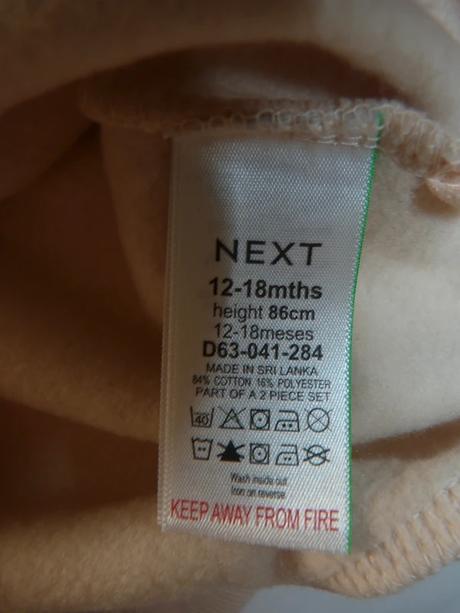 NEXT
12-18mths
height 86cm
12-18meses
D63-041-284
MADE IN SRI LANKA
84% COTTON 16% POLYESTER
PART OF A 2 PIECE SET
40
Wash inside out
Iron on reverse
KEEP AWAY FROM FIRE